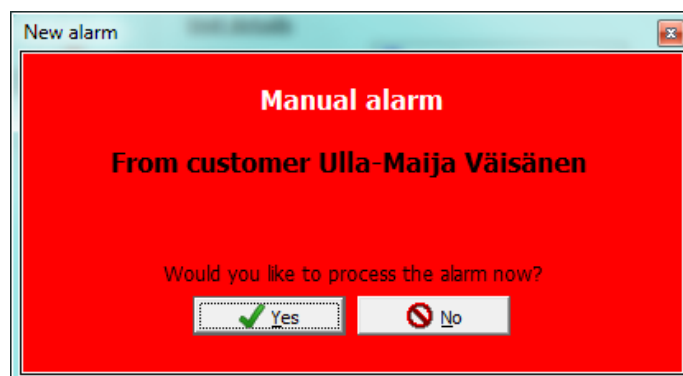 New alarm
Manual alarm
From customer Ulla-Maija Väisänen
Would you like to process the alarm now?
Yes
No